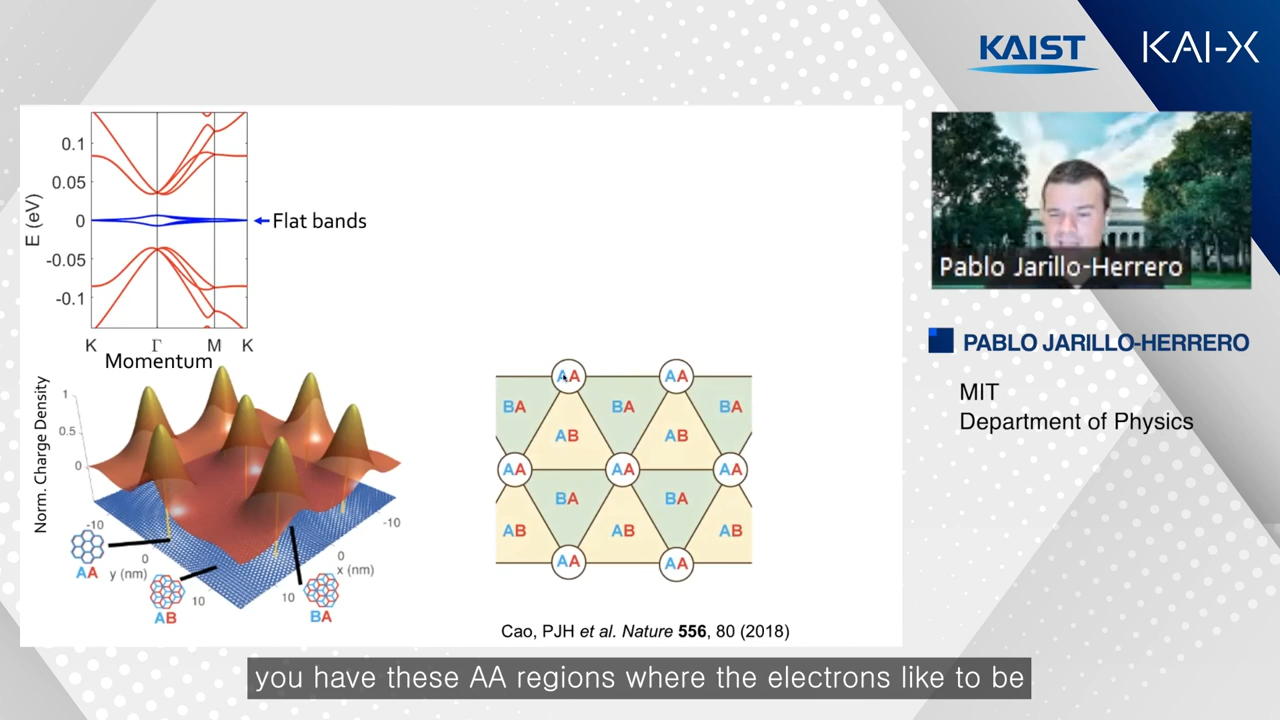 KAIST
KAI-X
0.1
0.05
0
-0.05
-0.1
E (eV)
K Γ M K
Momentum
Flat bands
Pablo Jarillo-Herrero
PABLO JARILLO-HERRERO
MIT
Department of Physics
Norm. Charge Density
1
0.5
0
-10
0
10
y (nm)
-10
0
10
x (nm)
AA
AB
BA
AA AA
BA BA BA
AB AB
AA AA AA
BA BA
AB AB AB
AA AA
Cao, PJH et al. Nature 556, 80 (2018)
you have these AA regions where the electrons like to be